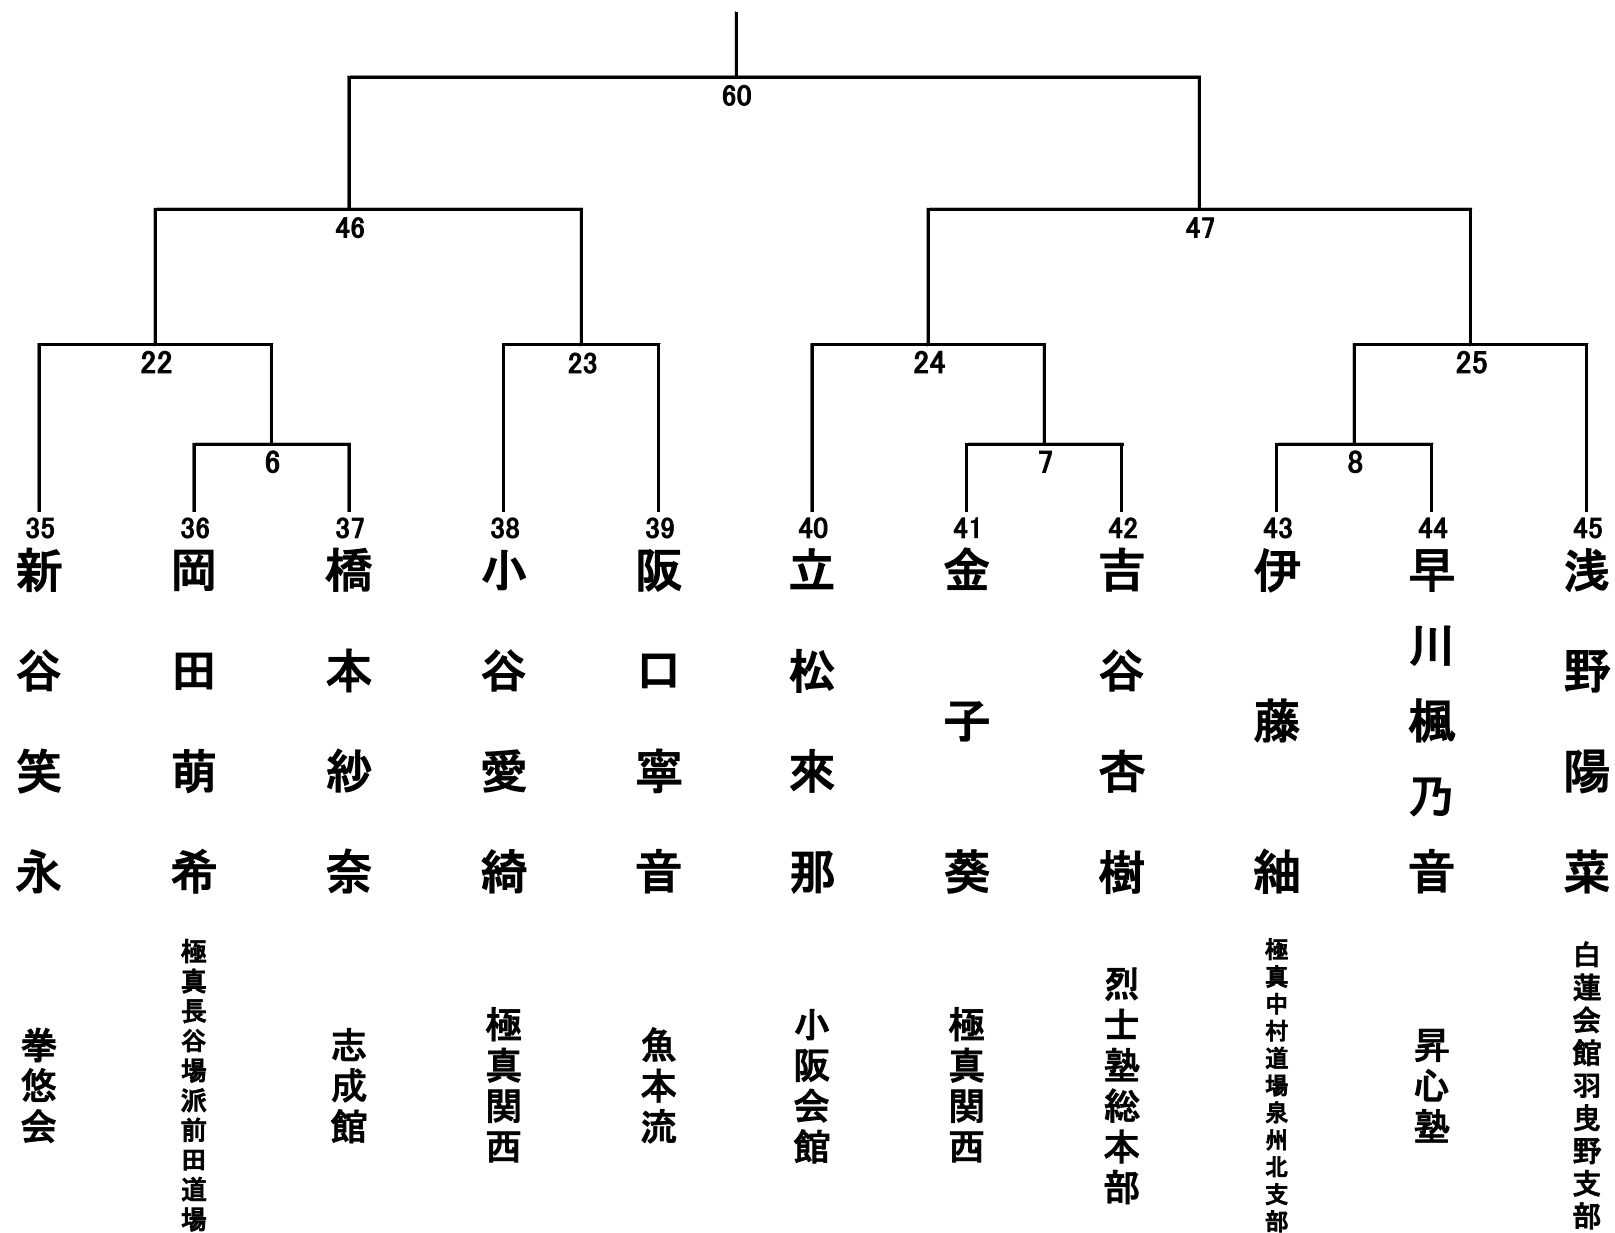 60
46
47
22
23
24
25
6
7
8
35
36
37
38
39
40
41
42
43
44
45
新谷笑永
岡田萌希
橋本紗奈
小谷愛綺
阪口寧音
立松來那
金子葵
吉谷杏樹
伊藤紬
早川楓乃音
浅野陽菜
拳悠会
極真長谷場派前田道場
志成館
極真関西
魚本流
小阪会館
極真関西
烈士塾総本部
極真中村道場泉州北支部
昇心塾
白蓮会館羽曳野支部